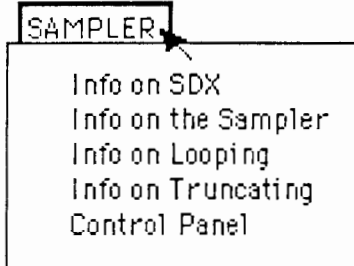 SAMPLER
Info on SDX
Info on the Sampler
Info on Looping
Info on Truncating
Control Panel